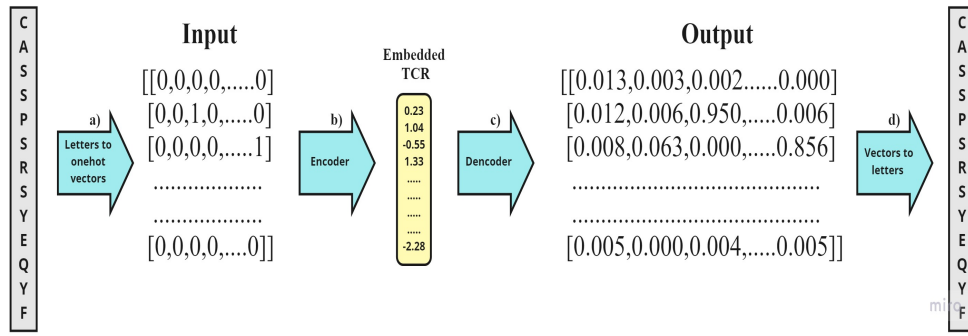 C
A
S
S
P
S
R
S
Y
E
Q
Y
F
a)
Letters to
onehot
vectors
Input
[[0,0,0,0,.....0]
[0,0,1,0,....0]
[0,0,0,0,.....1]
...................
...................
[0,0,0,0,....0]]
b)
Encoder
Embedded
TCR
0.23
1.04
-0.55
1.33
.....
.....
.....
.....
-2.28
c)
Dencoder
Output
[[0.013,0.003,0.002.....0.000]
[0.012,0.006,0.950,.....0.006]
[0.008,0.063,0.000,.....0.856]
...........................................
...........................................
[0.005,0.000,0.004,.....0.005]]
d)
Vectors to
letters
C
A
S
S
P
S
R
S
Y
E
Q
Y
F
miro